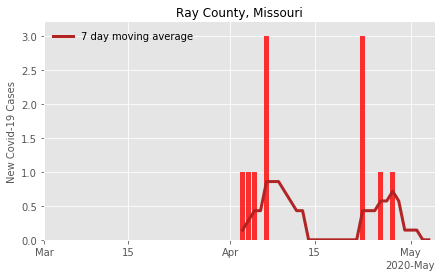 Ray County, Missouri
7 day moving average
New Covid-19 Cases
3.0
2.5
2.0
1.5
1.0
0.5
0.0
Mar 15 Apr 15 May
2020-May